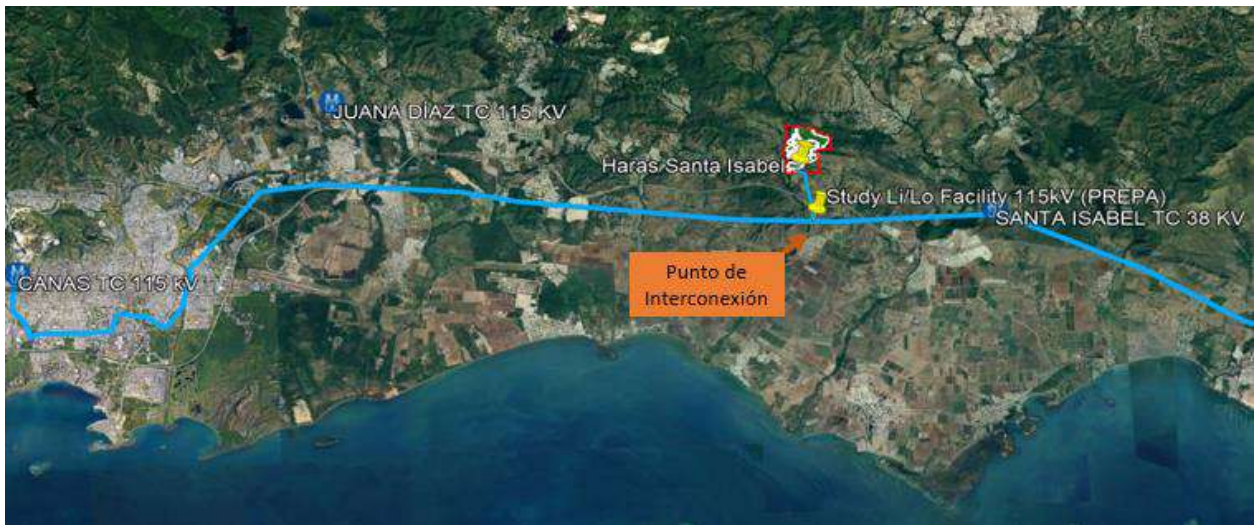 JUANA DÍAZ TC 115 KV
Haras Santa Isabel
Study Li/Lo Facility 115kV (PREPA)
SANTA ISABEL TC 38 KV
Punto de
Interconexión
CANAS TC 115 KV